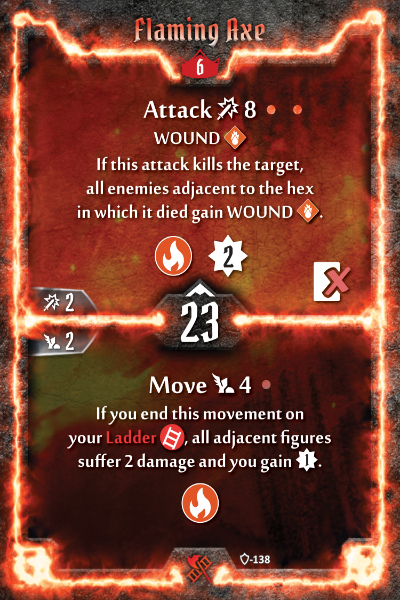 Flaming Axe
6
Attack 8
WOUND
If this attack kills the target,
all enemies adjacent to the hex
in which it died gain WOUND .
2
2
23
2
Move 4
If you end this movement on
your Ladder , all adjacent figures
suffer 2 damage and you gain 1 .
-138